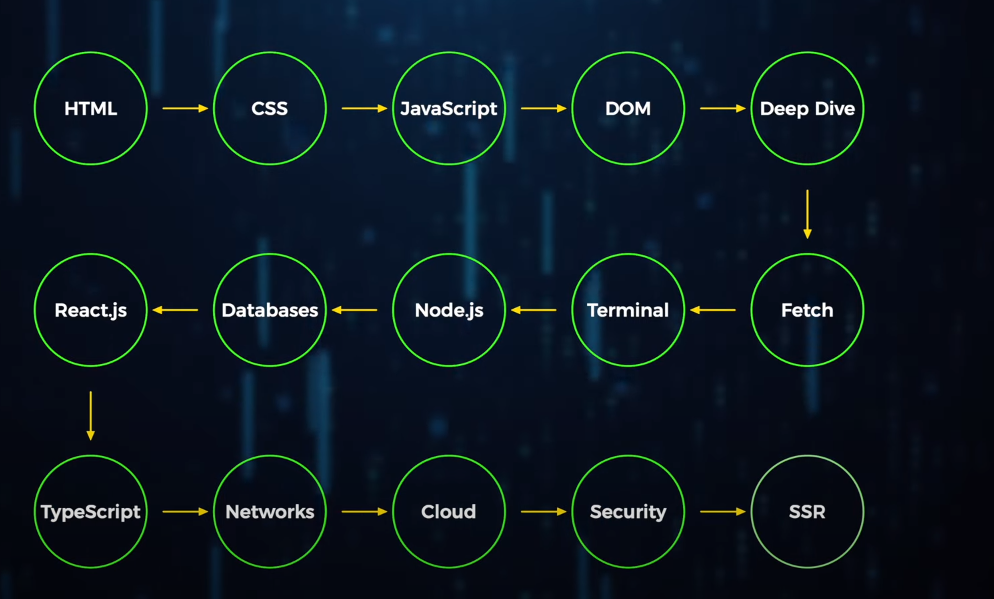 HTML
CSS
JavaScript
DOM
Deep Dive
Fetch
Terminal
Node.js
Databases
React.js
TypeScript
Networks
Cloud
Security
SSR